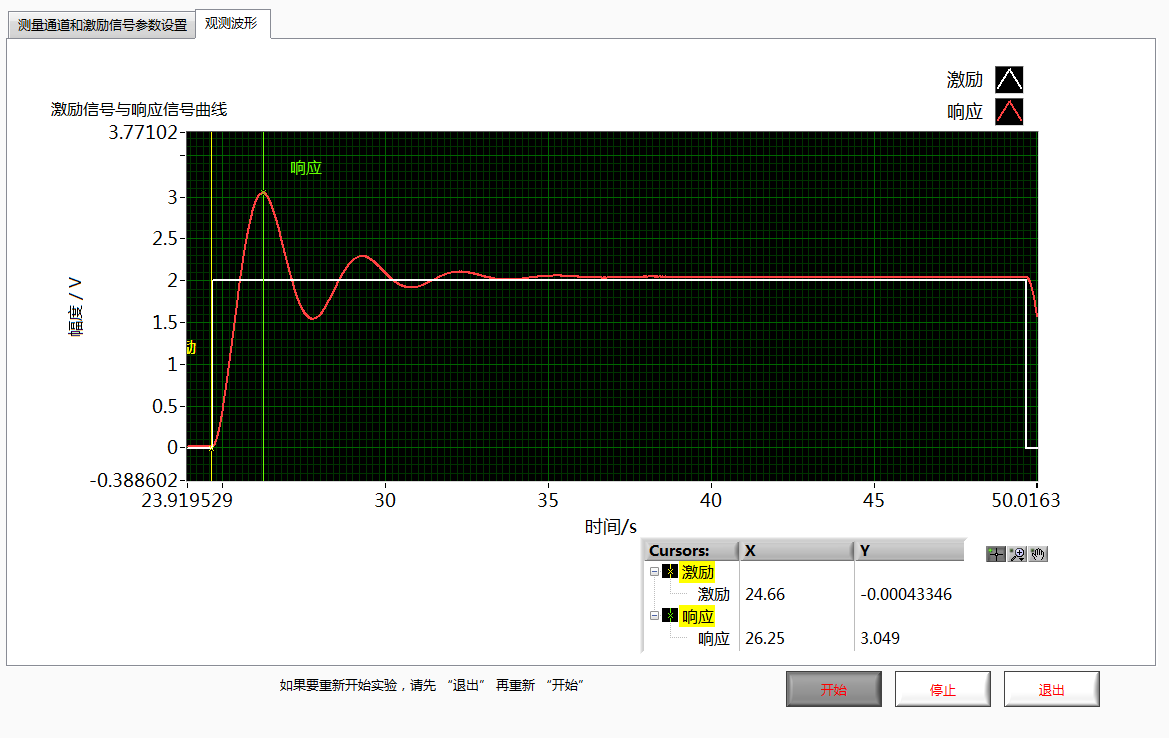 测量通道和激励信号参数设置 观测波形
激励
响应
激励信号与响应信号曲线
3.77102
响应
3
2.5
2
1.5
励
1
0.5
0
-0.388602
幅度 / V
23.919529 30 35 40 45 50.0163
时间/s
Cursors: X Y
激励
激励 24.66 -0.00043346
响应
响应 26.25 3.049
如果要重新开始实验，请先 “退出” 再重新 “开始”
开始 停止 退出